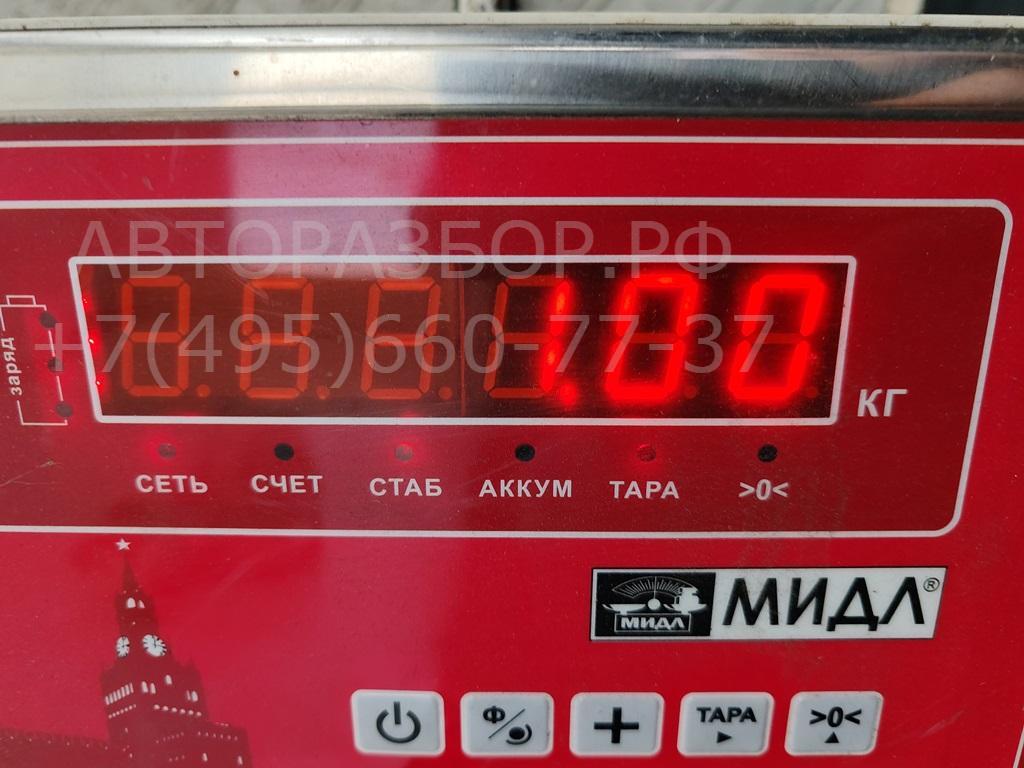 АВТОРАЗБОР.РФ
+7(495)660-77-37
1.00
КГ
заряд
СЕТЬ СЧЕТ СТАБ АККУМ ТАРА >0<
МИДЛ МИДЛ®
Ф + ТАРА >0<